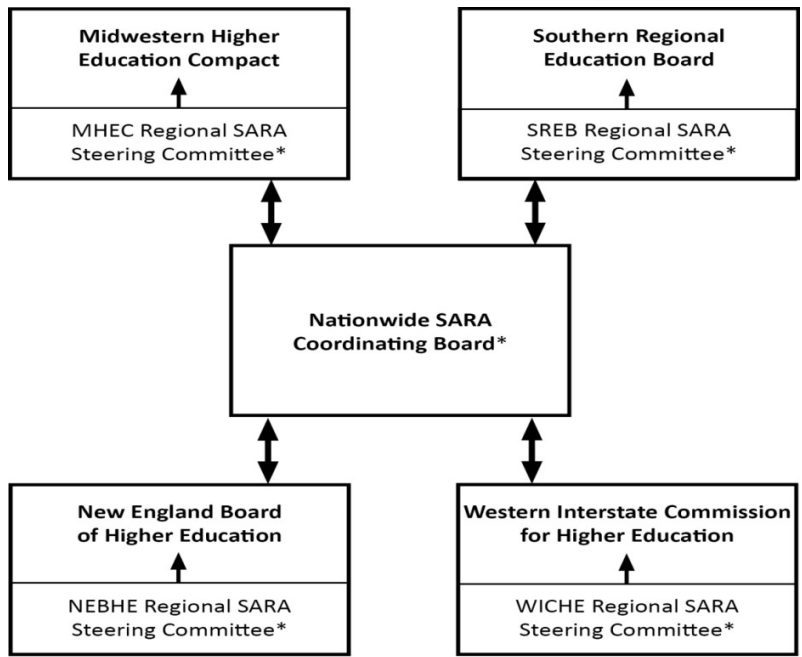 Midwestern Higher
Education Compact
MHEC Regional SARA
Steering Committee*
Southern Regional
Education Board
SREB Regional SARA
Steering Committee*
Nationwide SARA
Coordinating Board*
New England Board
of Higher Education
NEBHE Regional SARA
Steering Committee*
Western Interstate Commission
for Higher Education
WICHE Regional SARA
Steering Committee*